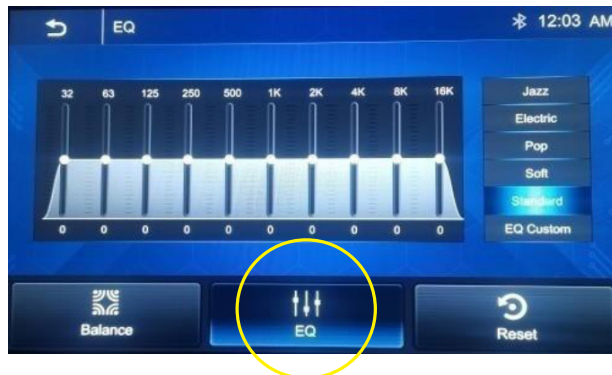 EQ
12:03 AM
32 63 125 250 500 1K 2K 4K 8K 16K
0 0 0 0 0 0 0 0 0 0
Jazz
Electric
Pop
Soft
Standard
EQ Custom
Balance
EQ
Reset